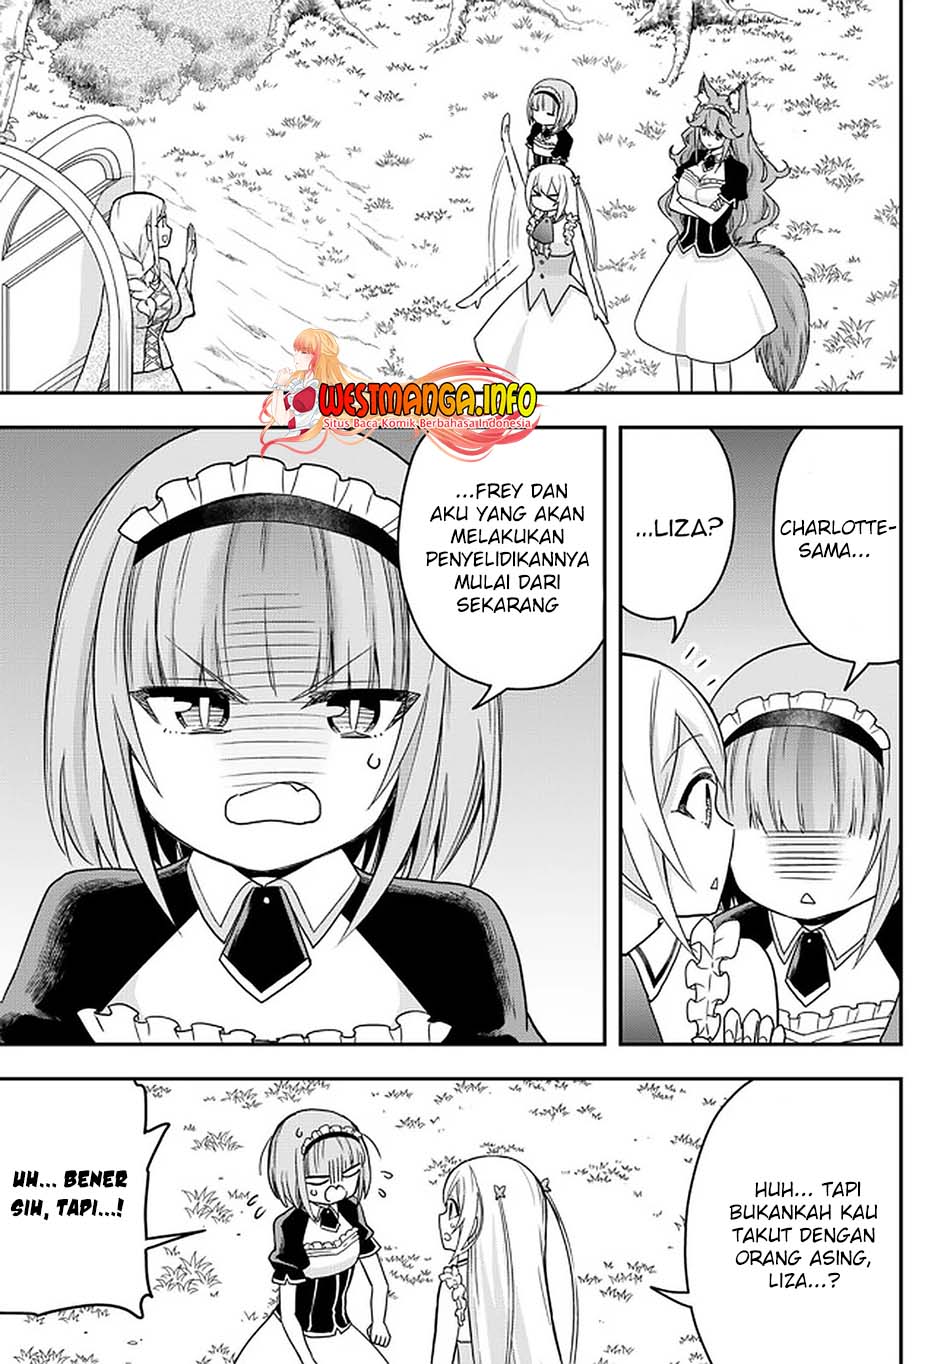 WESTMANGA.INFO
Situs Baca Komik Berbahasa Indonesia
CHARLOTTE-
SAMA...
...LIZA?
...FREY DAN
AKU YANG AKAN
MELAKUKAN
PENYELIDIKANNYA
MULAI DARI
SEKARANG
HUH... TAPI
BUKANKAH KAU
TAKUT DENGAN
ORANG ASING,
LIZA...?
UH... BENER
SIH, TAPI...!